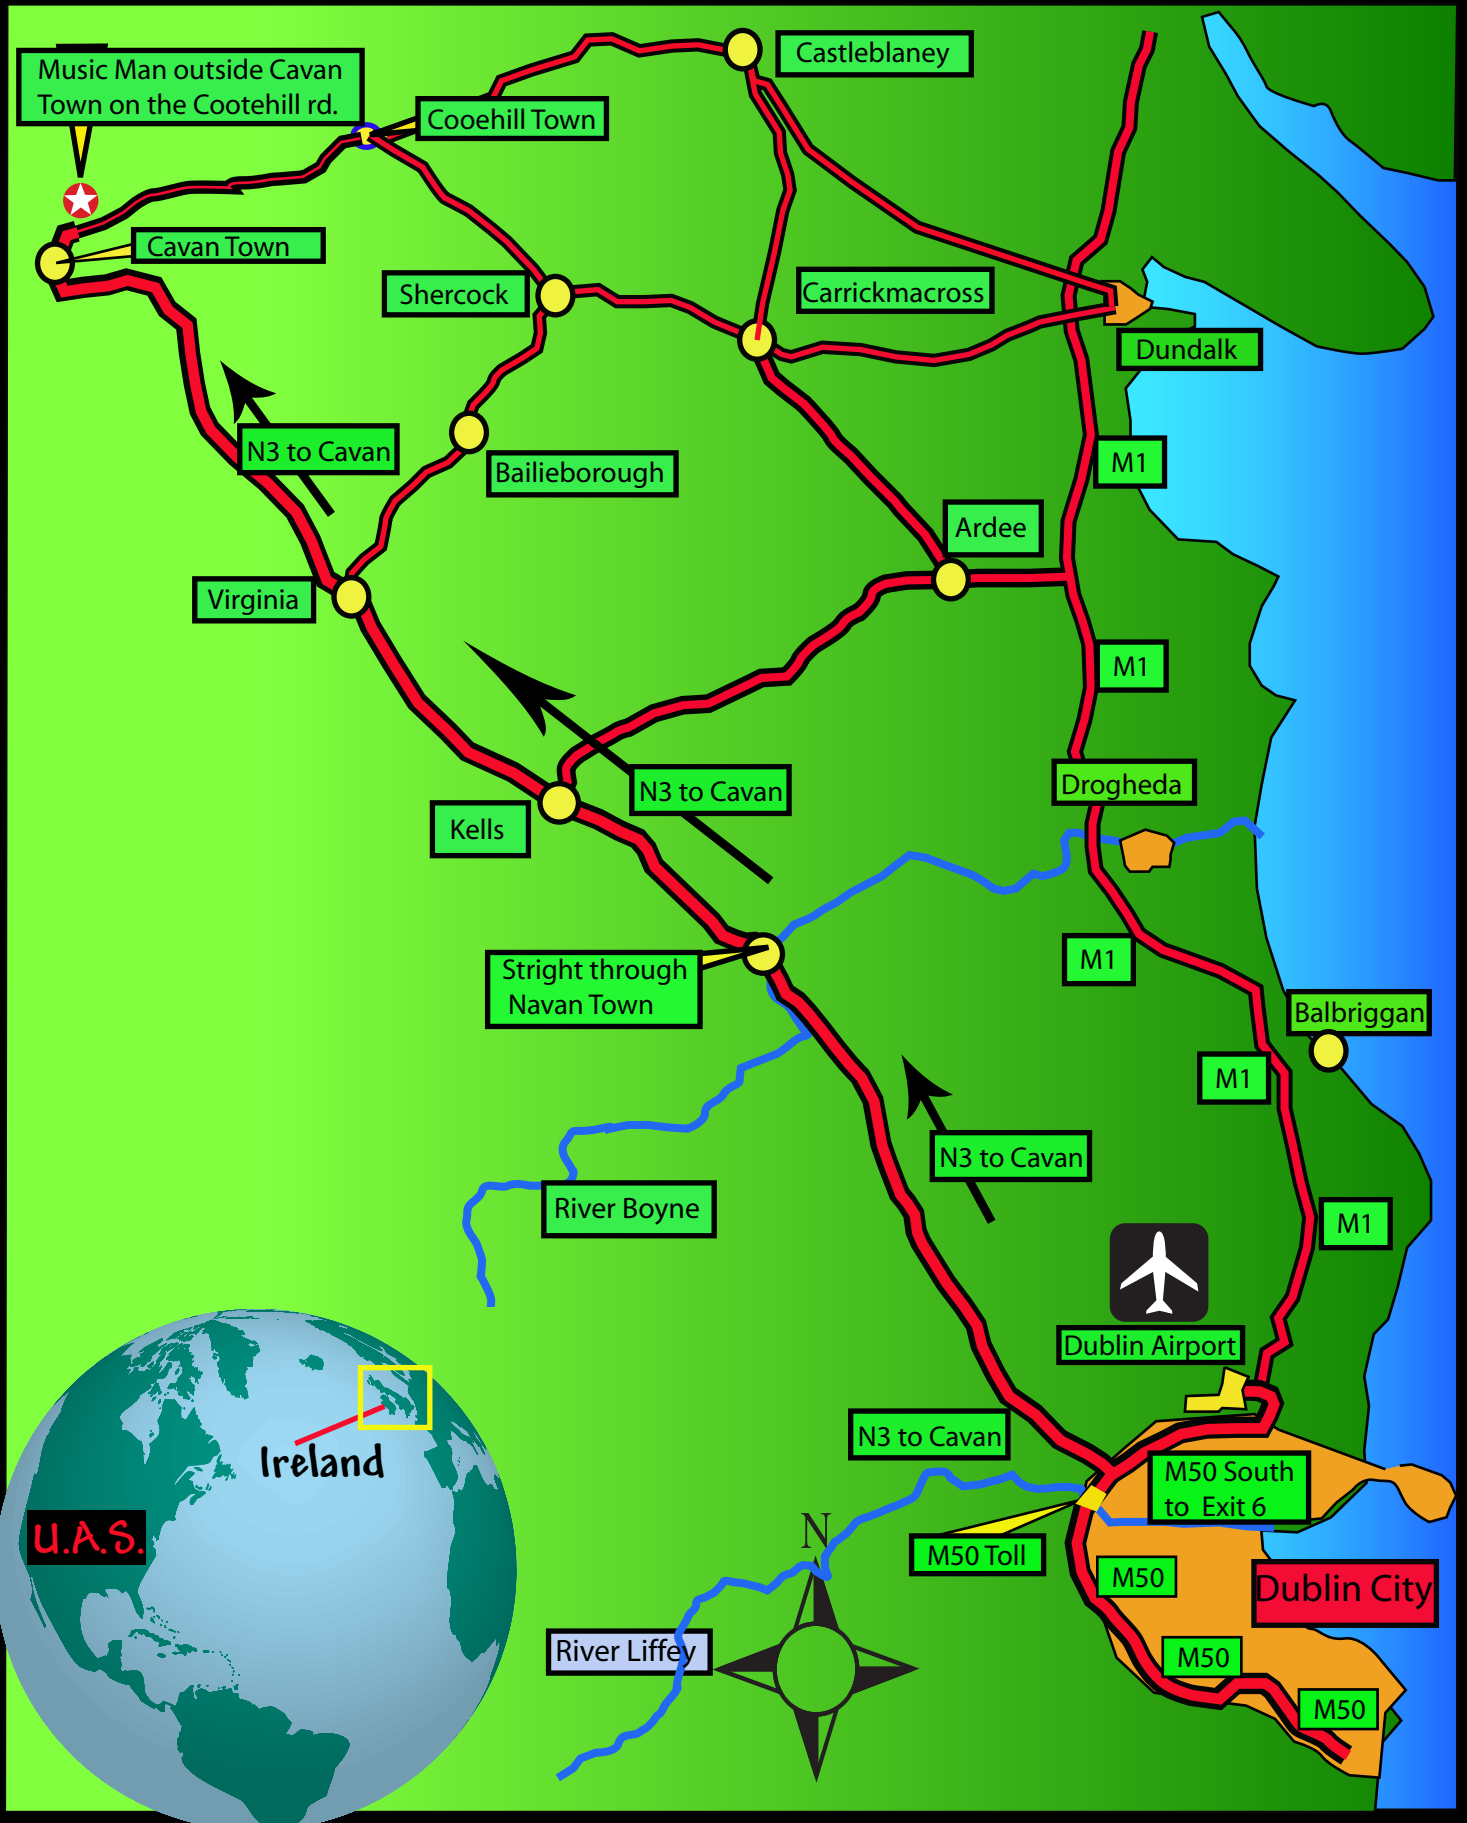 Castleblaney
Music Man outside Cavan
Town on the Cootehill rd.
Cooehill Town
Cavan Town
Shercock
Carrickmacross
Dundalk
N3 to Cavan
M1
Bailieborough
Ardee
Virginia
M1
Drogheda
N3 to Cavan
Kells
M1
Stright through
Navan Town
Balbriggan
M1
N3 to Cavan
River Boyne
M1
Dublin Airport
N3 to Cavan
Ireland
M50 South
to Exit 6
U.A.S.
N
M50 Toll
M50
Dublin City
River Liffey
M50
M50